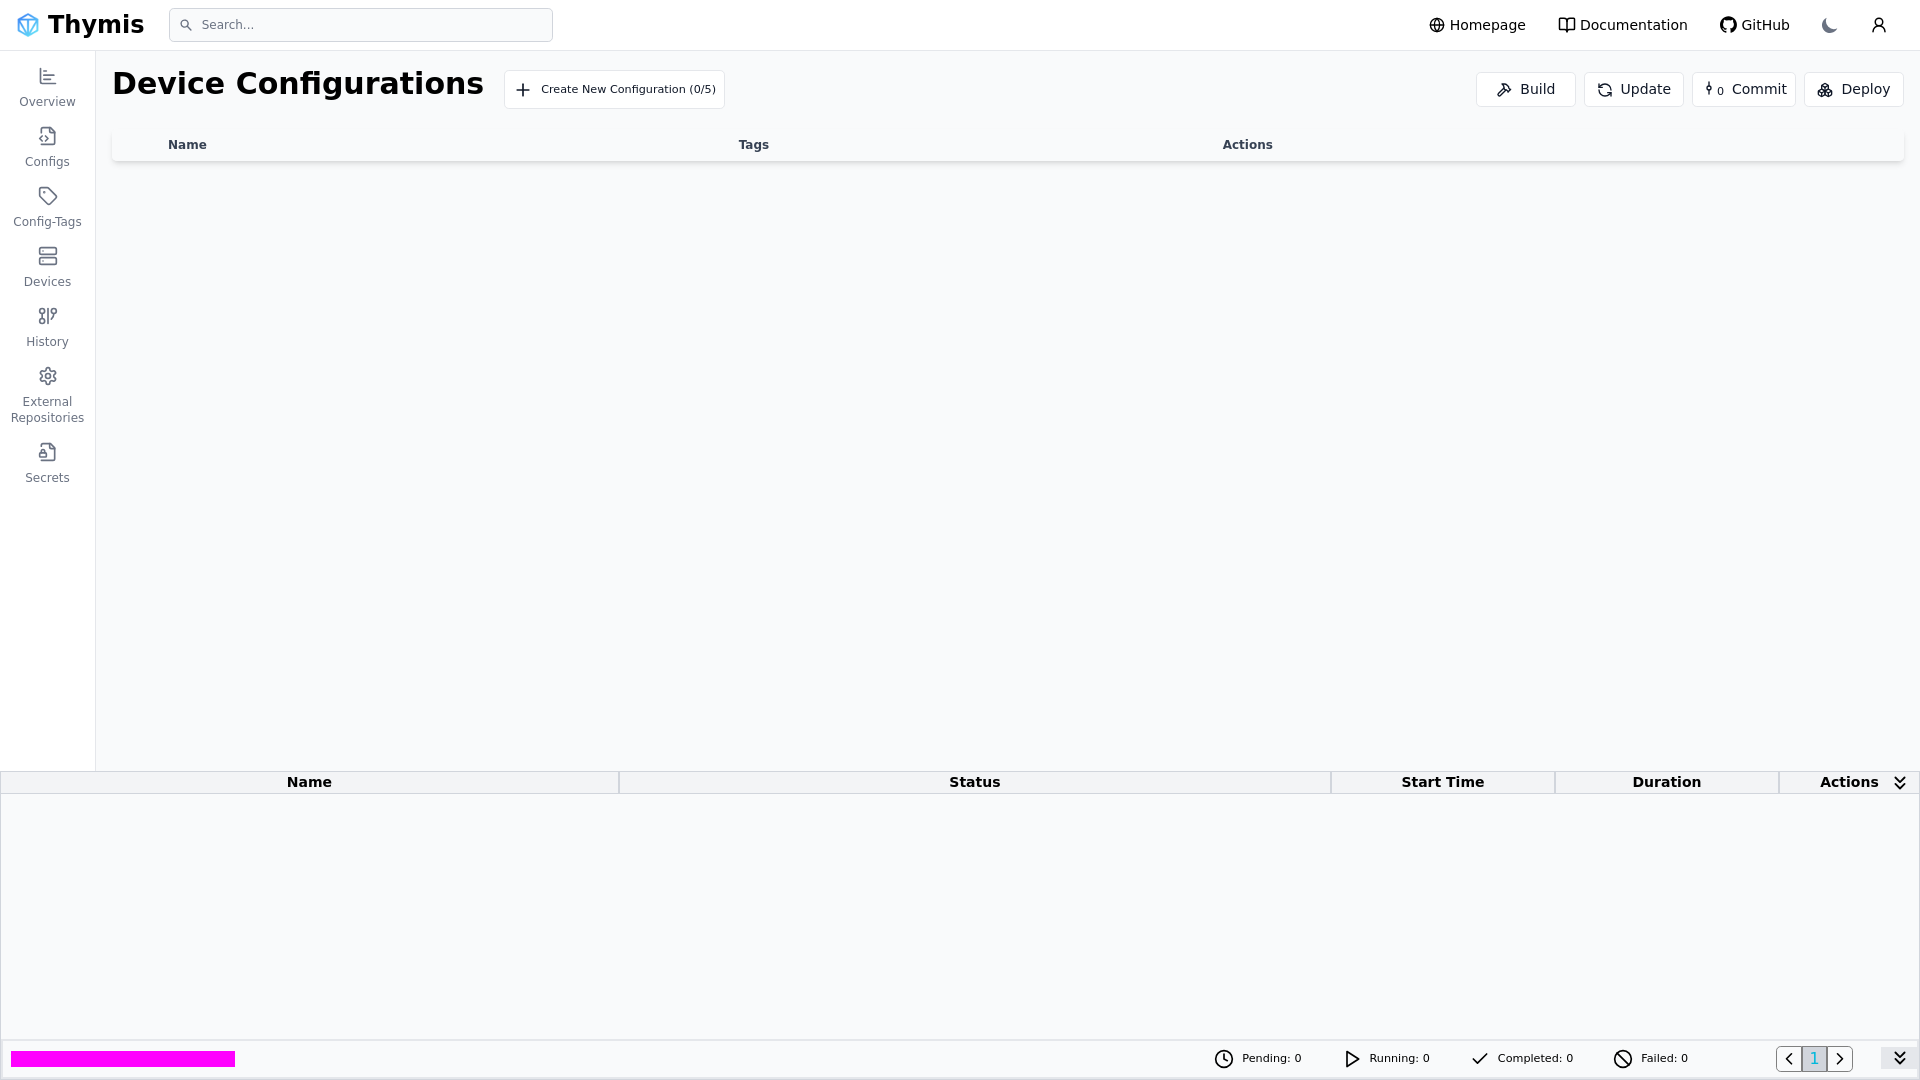 Thymis
Search...
Homepage
Documentation
GitHub
Overview
Configs
Config-Tags
Devices
History
External
Repositories
Secrets
Device Configurations
Create New Configuration (0/5)
Build
Update
0 Commit
Deploy
Name Tags Actions
Name Status Start Time Duration Actions
Pending: 0
Running: 0
Completed: 0
Failed: 0
1